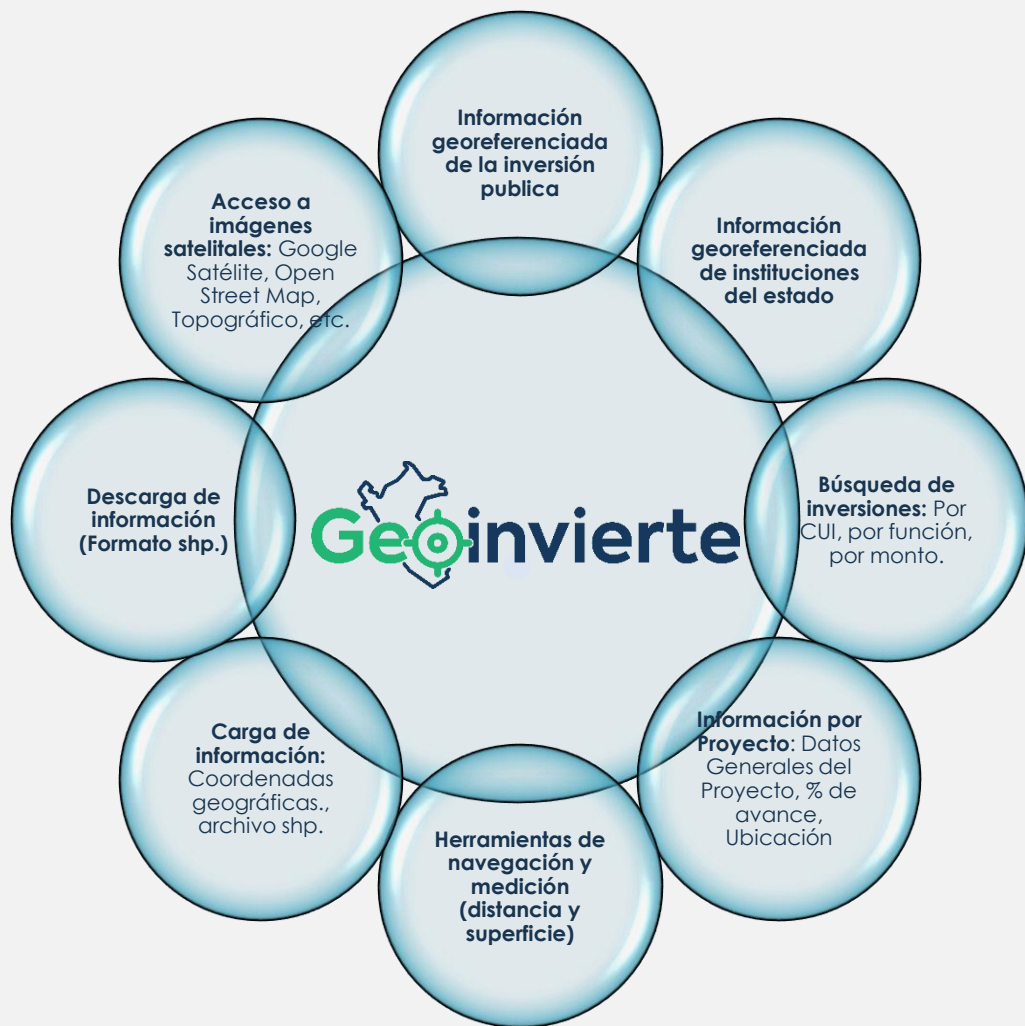 Información
georeferenciada
de la inversión
publica
Información
georeferenciada
de instituciones
del estado
Búsqueda de
inversiones: Por
CUI, por función,
por monto.
Información por
Proyecto: Datos
Generales del
Proyecto, % de
avance,
Ubicación
Herramientas de
navegación y
medición
(distancia y
superficie)
Carga de
información:
Coordenadas
geográficas.,
archivo shp.
Descarga de
información
(Formato shp.)
Acceso a
imágenes
satelitales: Google
Satélite, Open
Street Map,
Topográfico, etc.
Geoinvierte